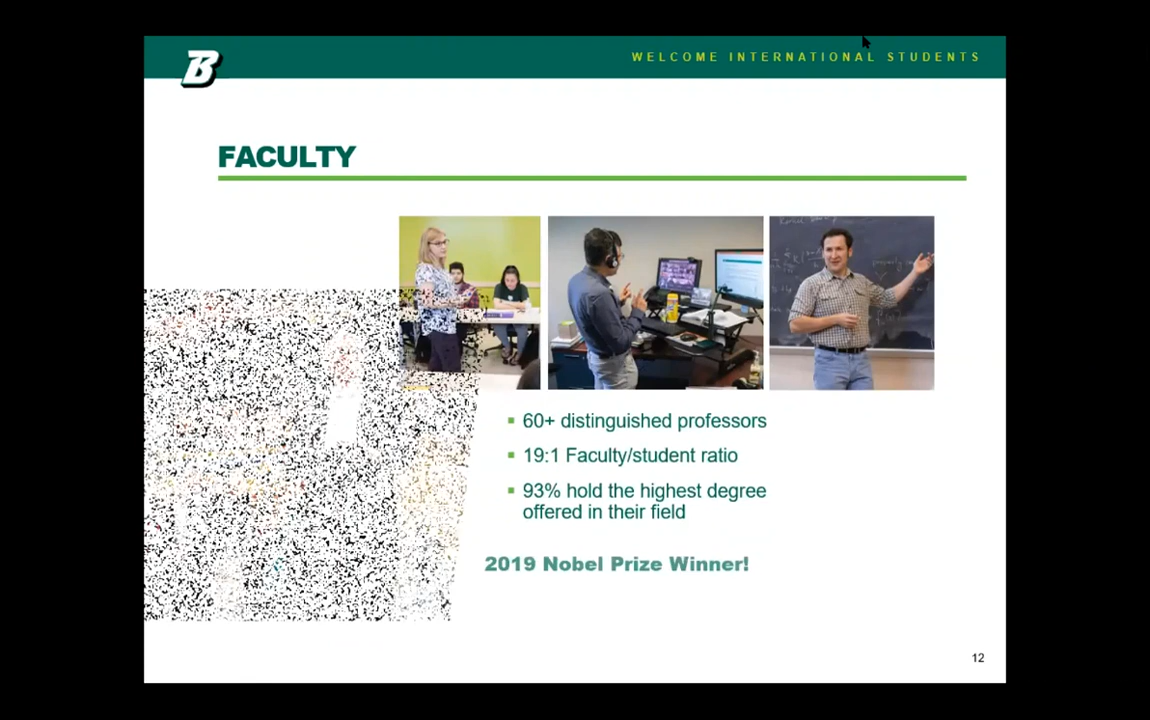 B
WELCOME INTERNATIONAL STUDENTS
FACULTY
60+ distinguished professors
19:1 Faculty/student ratio
93% hold the highest degree
offered in their field
2019 Nobel Prize Winner!
12